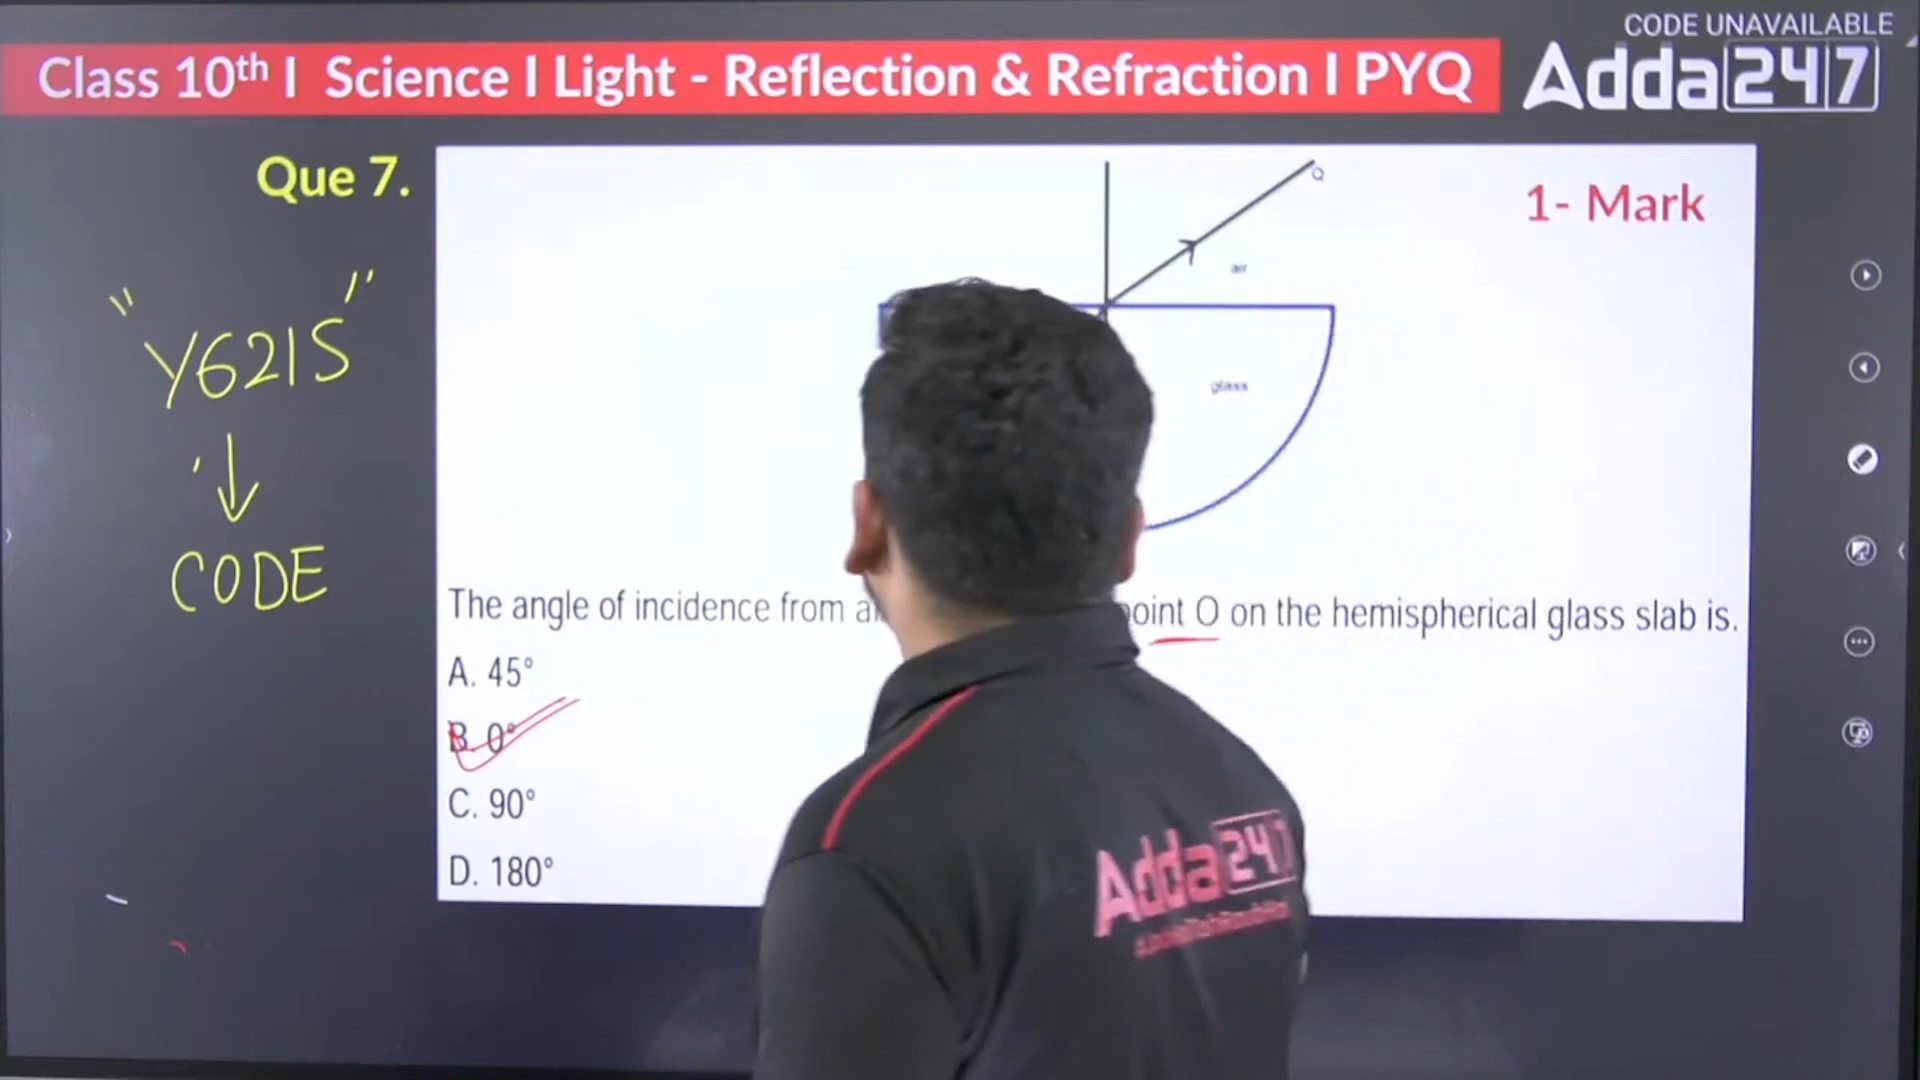 CODE UNAVAILABLE
Class 10th I Science I Light - Reflection & Refraction I PYQ
Adda247
Que 7.
1- Mark
Q
air
glass
"Y621S"
CODE
The angle of incidence from oint O on the hemispherical glass slab is.
A. 45°
B. 0°
C. 90°
D. 180°
Adda247